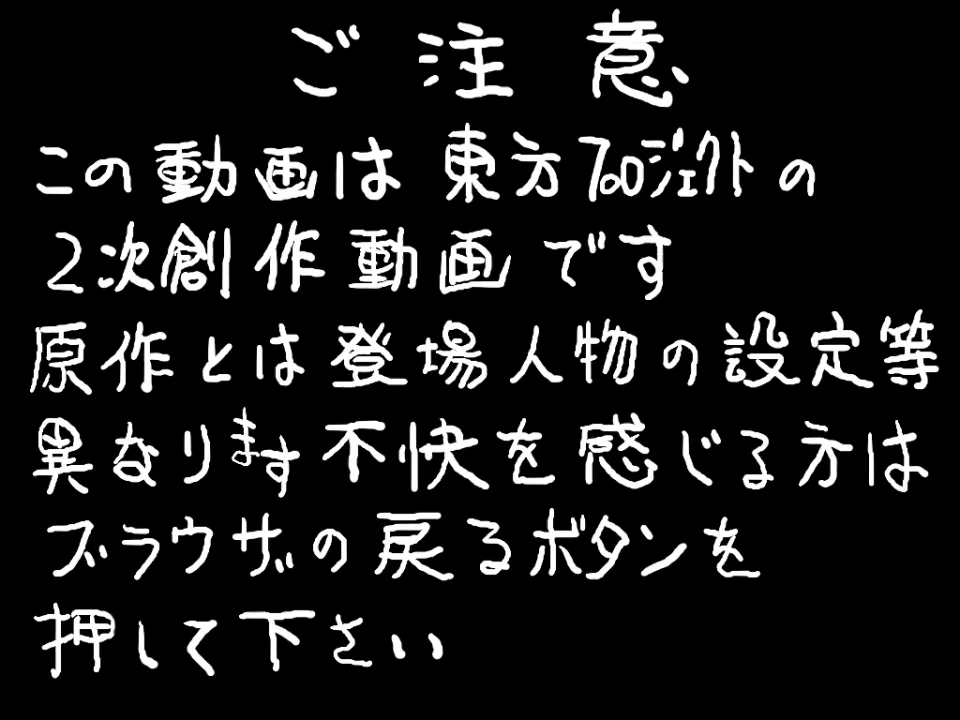 ご注意
この動画は東方プロジェクトの
2次創作動画です
原作とは登場人物の設定等
異なります不快を感じる方は
ブラウザの戻るボタンを
押して下さい